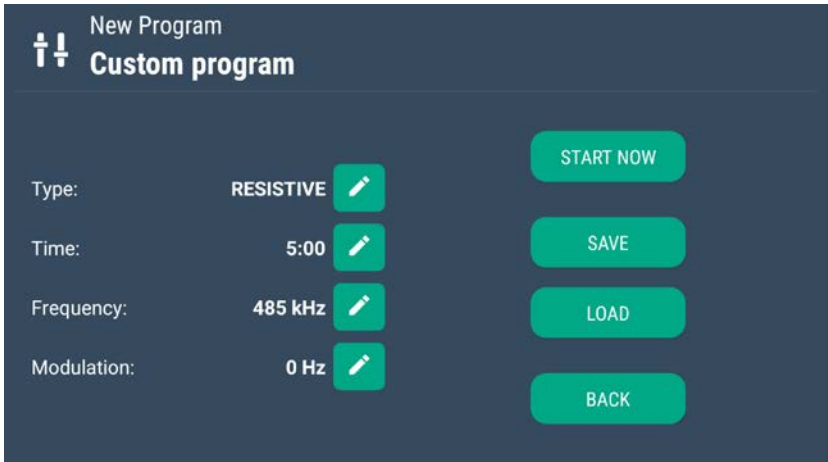 New Program
Custom program
Type: RESISTIVE
Time: 5:00
Frequency: 485 kHz
Modulation: 0 Hz
START NOW
SAVE
LOAD
BACK